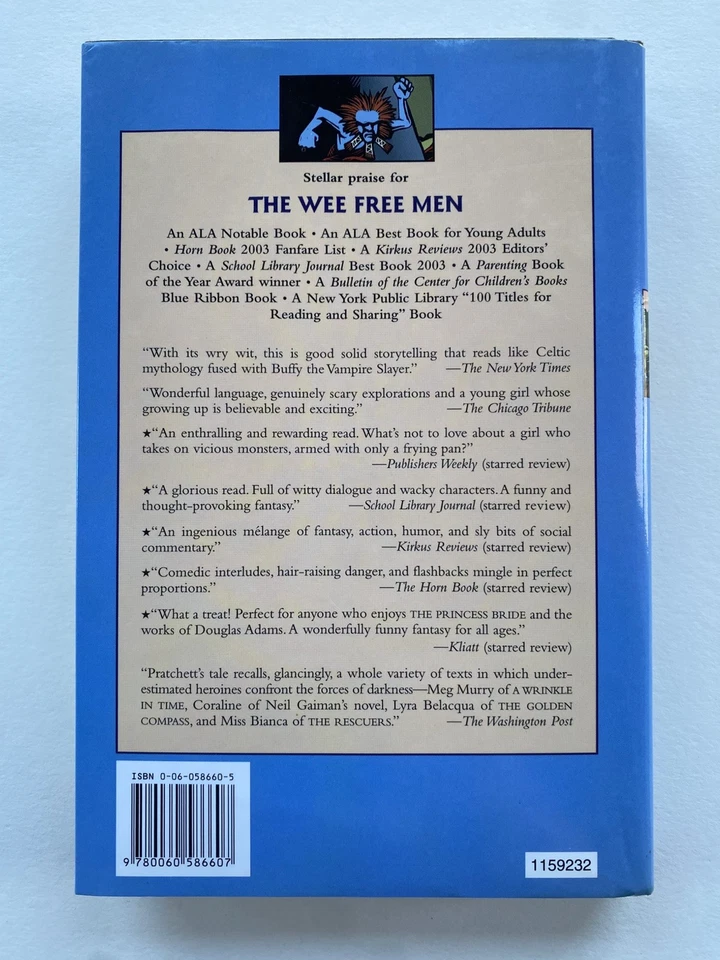 Stellar praise for
THE WEE FREE MEN
An ALA Notable Book • An ALA Best Book for Young Adults
• Horn Book 2003 Fanfare List • A Kirkus Reviews 2003 Editors'
Choice • A School Library Journal Best Book 2003 • A Parenting Book
of the Year Award winner • A Bulletin of the Center for Children's Books
Blue Ribbon Book • A New York Public Library "100 Titles for
Reading and Sharing" Book
"With its wry wit, this is good solid storytelling that reads like Celtic
mythology fused with Buffy the Vampire Slayer." —The New York Times
"Wonderful language, genuinely scary explorations and a young girl whose
growing up is believable and exciting." —The Chicago Tribune
★"An enthralling and rewarding read. What's not to love about a girl who
takes on vicious monsters, armed with only a frying pan?"
—Publishers Weekly (starred review)
★"A glorious read. Full of witty dialogue and wacky characters. A funny and
thought-provoking fantasy." —School Library Journal (starred review)
★"An ingenious mélange of fantasy, action, humor, and sly bits of social
commentary." —Kirkus Reviews (starred review)
★"Comedic interludes, hair-raising danger, and flashbacks mingle in perfect
proportions." —The Horn Book (starred review)
★"What a treat! Perfect for anyone who enjoys THE PRINCESS BRIDE and the
works of Douglas Adams. A wonderfully funny fantasy for all ages."
—Kliatt (starred review)
"Pratchett's tale recalls, glancingly, a whole variety of texts in which under-
estimated heroines confront the forces of darkness—Meg Murry of A WRINKLE
IN TIME, Coraline of Neil Gaiman's novel, Lyra Belacqua of THE GOLDEN
COMPASS, and Miss Bianca of THE RESCUERS." —The Washington Post
ISBN 0-06-058660-5
9 780060 586607
1159232